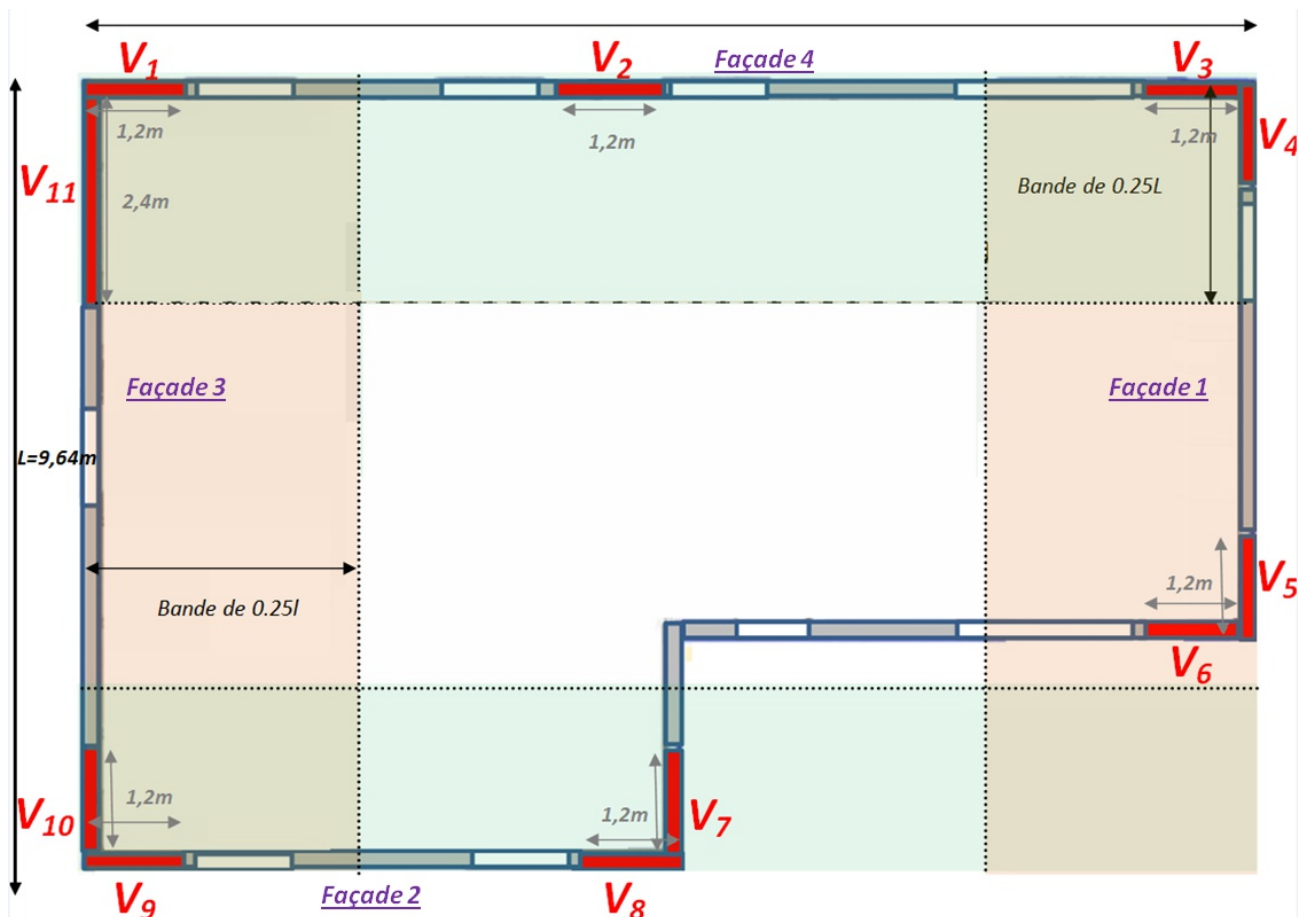 V1
V2
Façade 4
V3
1,2m
1,2m
1,2m
V4
V11
2,4m
Bande de 0.25L
Façade 3
Façade 1
L=9,64m
Bande de 0.25l
1,2m
V5
V6
1,2m
1,2m
V10
V7
V9
Façade 2
V8